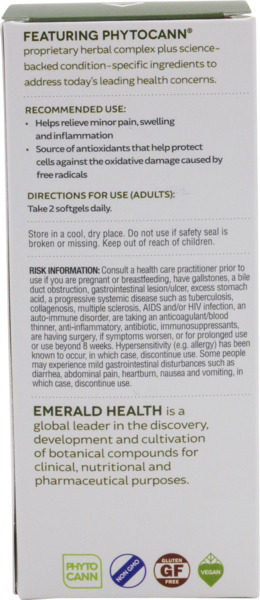 FEATURING PHYTOCANN®
proprietary herbal complex plus science-
backed condition-specific ingredients to
address today's leading health concerns.
RECOMMENDED USE:
• Helps relieve minor pain, swelling
and inflammation
• Source of antioxidants that help protect
cells against the oxidative damage caused by
free radicals
DIRECTIONS FOR USE (ADULTS):
Take 2 softgels daily.
Store in a cool, dry place. Do not use if safety seal is
broken or missing. Keep out of reach of children.
RISK INFORMATION: Consult a health care practitioner prior to
use if you are pregnant or breastfeeding, have gallstones, a bile
duct obstruction, gastrointestinal lesion/ulcer, excess stomach
acid, a progressive systemic disease such as tuberculosis,
collagenosis, multiple sclerosis, AIDS and/or HIV infection, an
auto-immune disorder, are taking an anticoagulant/blood
thinner, anti-inflammatory, antibiotic, immunosuppressants,
are having surgery, if symptoms worsen, or for prolonged use
or use beyond 8 weeks. Hypersensitivity (e.g. allergy) has been
known to occur, in which case, discontinue use. Some people
may experience mild gastrointestinal disturbances such as
diarrhea, abdominal pain, heartburn, nausea and vomiting, in
which case, discontinue use.
EMERALD HEALTH is a
global leader in the discovery,
development and cultivation
of botanical compounds for
clinical, nutritional and
pharmaceutical purposes.
PHYTO
CANN
NON GMO
GLUTEN
GF
FREE
VEGAN